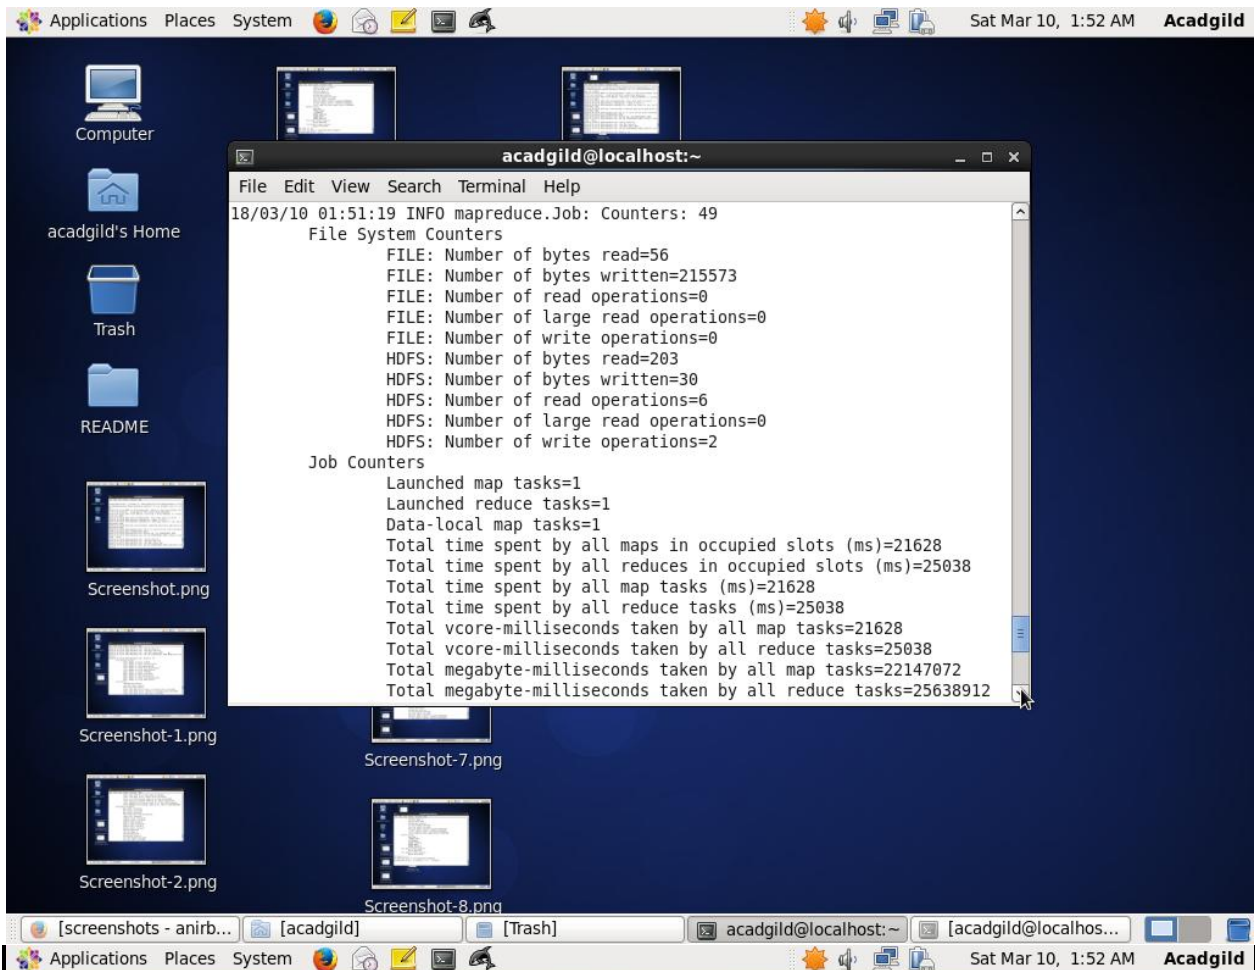 Applications Places System Sat Mar 10, 1:52 AM Acadgild
Computer
acadgild's Home
Trash
README
Screenshot.png
Screenshot-1.png
Screenshot-2.png
Screenshot-7.png
Screenshot-8.png
acadgild@localhost:~
File Edit View Search Terminal Help
18/03/10 01:51:19 INFO mapreduce.Job: Counters: 49
File System Counters
FILE: Number of bytes read=56
FILE: Number of bytes written=215573
FILE: Number of read operations=0
FILE: Number of large read operations=0
FILE: Number of write operations=0
HDFS: Number of bytes read=203
HDFS: Number of bytes written=30
HDFS: Number of read operations=6
HDFS: Number of large read operations=0
HDFS: Number of write operations=2
Job Counters
Launched map tasks=1
Launched reduce tasks=1
Data-local map tasks=1
Total time spent by all maps in occupied slots (ms)=21628
Total time spent by all reduces in occupied slots (ms)=25038
Total time spent by all map tasks (ms)=21628
Total time spent by all reduce tasks (ms)=25038
Total vcore-milliseconds taken by all map tasks=21628
Total vcore-milliseconds taken by all reduce tasks=25038
Total megabyte-milliseconds taken by all map tasks=22147072
Total megabyte-milliseconds taken by all reduce tasks=25638912
[screenshots - anirb... [acadgild] [Trash] acadgild@localhost:~ [acadgild@localhos...
Applications Places System Sat Mar 10, 1:52 AM Acadgild